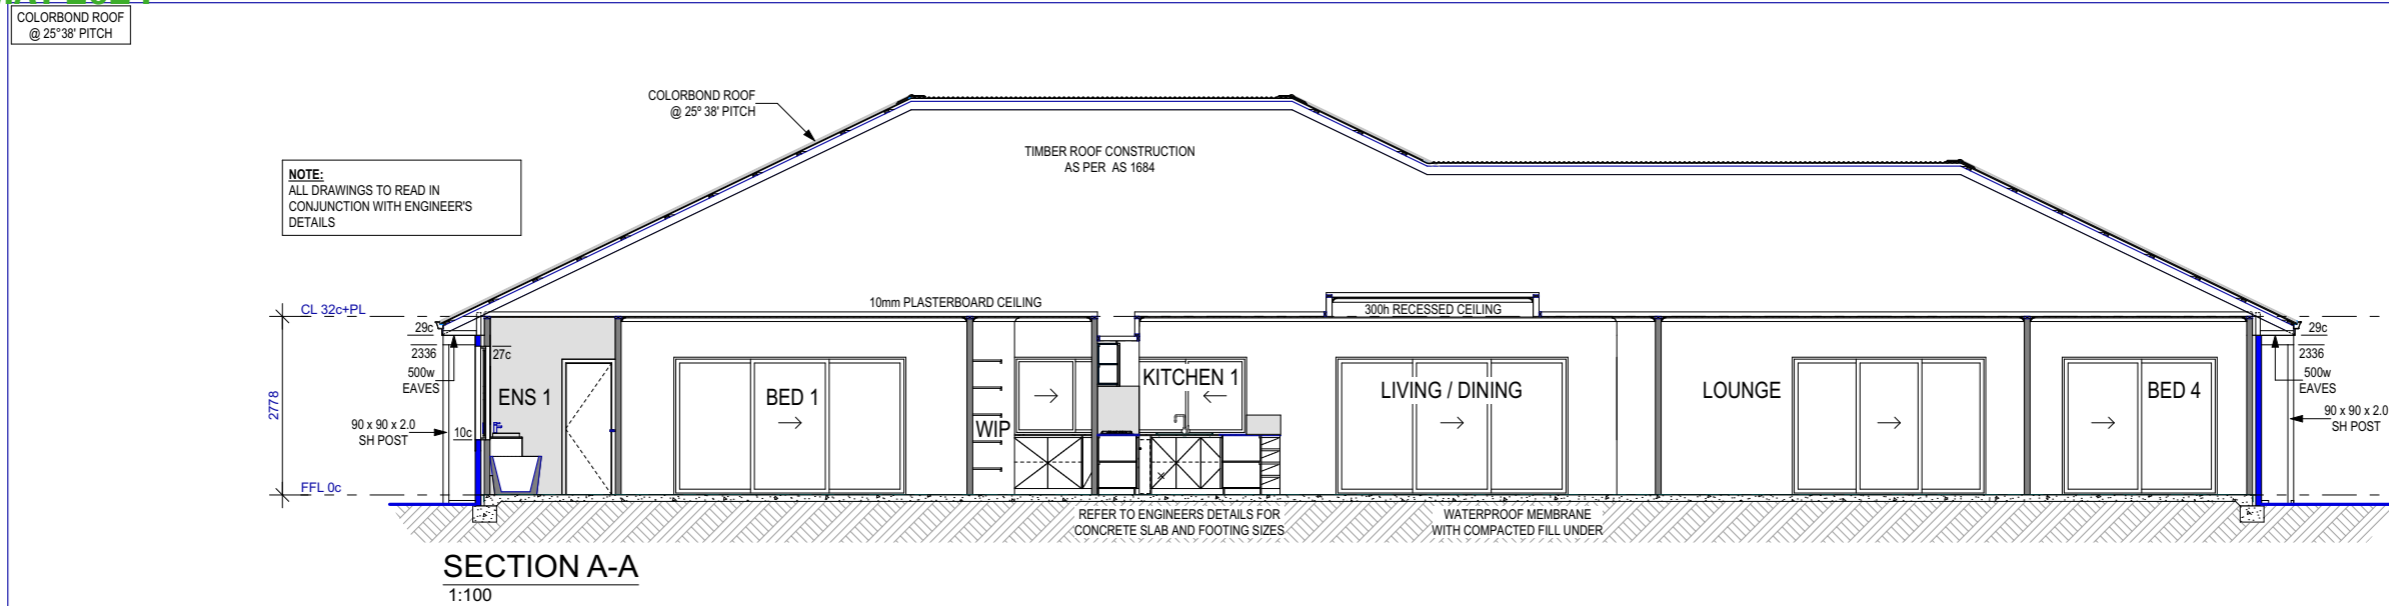 COLORBOND ROOF
@ 25°38' PITCH
COLORBOND ROOF
@ 25° 38' PITCH
TIMBER ROOF CONSTRUCTION
AS PER AS 1684
NOTE:
ALL DRAWINGS TO READ IN
CONJUNCTION WITH ENGINEER'S
DETAILS
CL 32c+PL
10mm PLASTERBOARD CEILING
300h RECESSED CEILING
29c
2336
27c
500w
EAVES
2778
90 x 90 x 2.0
SH POST
10c
FFL 0c
ENS 1
BED 1
WIP
KITCHEN 1
LIVING / DINING
LOUNGE
BED 4
29c
2336
500w
EAVES
90 x 90 x 2.0
SH POST
REFER TO ENGINEERS DETAILS FOR
CONCRETE SLAB AND FOOTING SIZES
WATERPROOF MEMBRANE
WITH COMPACTED FILL UNDER
SECTION A-A
1:100